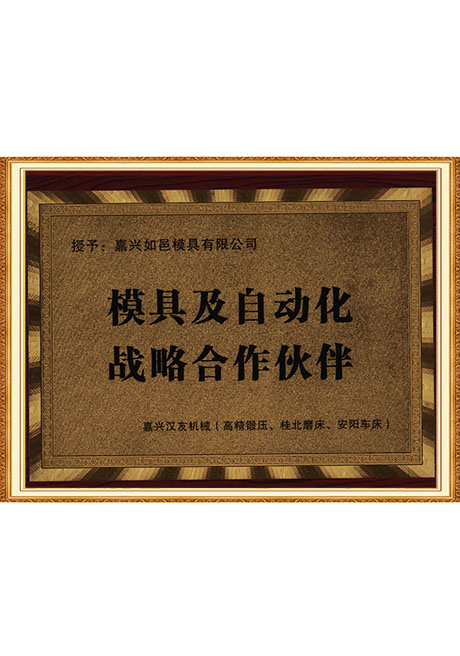 授予：嘉兴如邑模具有限公司
模具及自动化
战略合作伙伴
嘉兴汉友机械（高精锻压、桂北磨床、安阳车床）